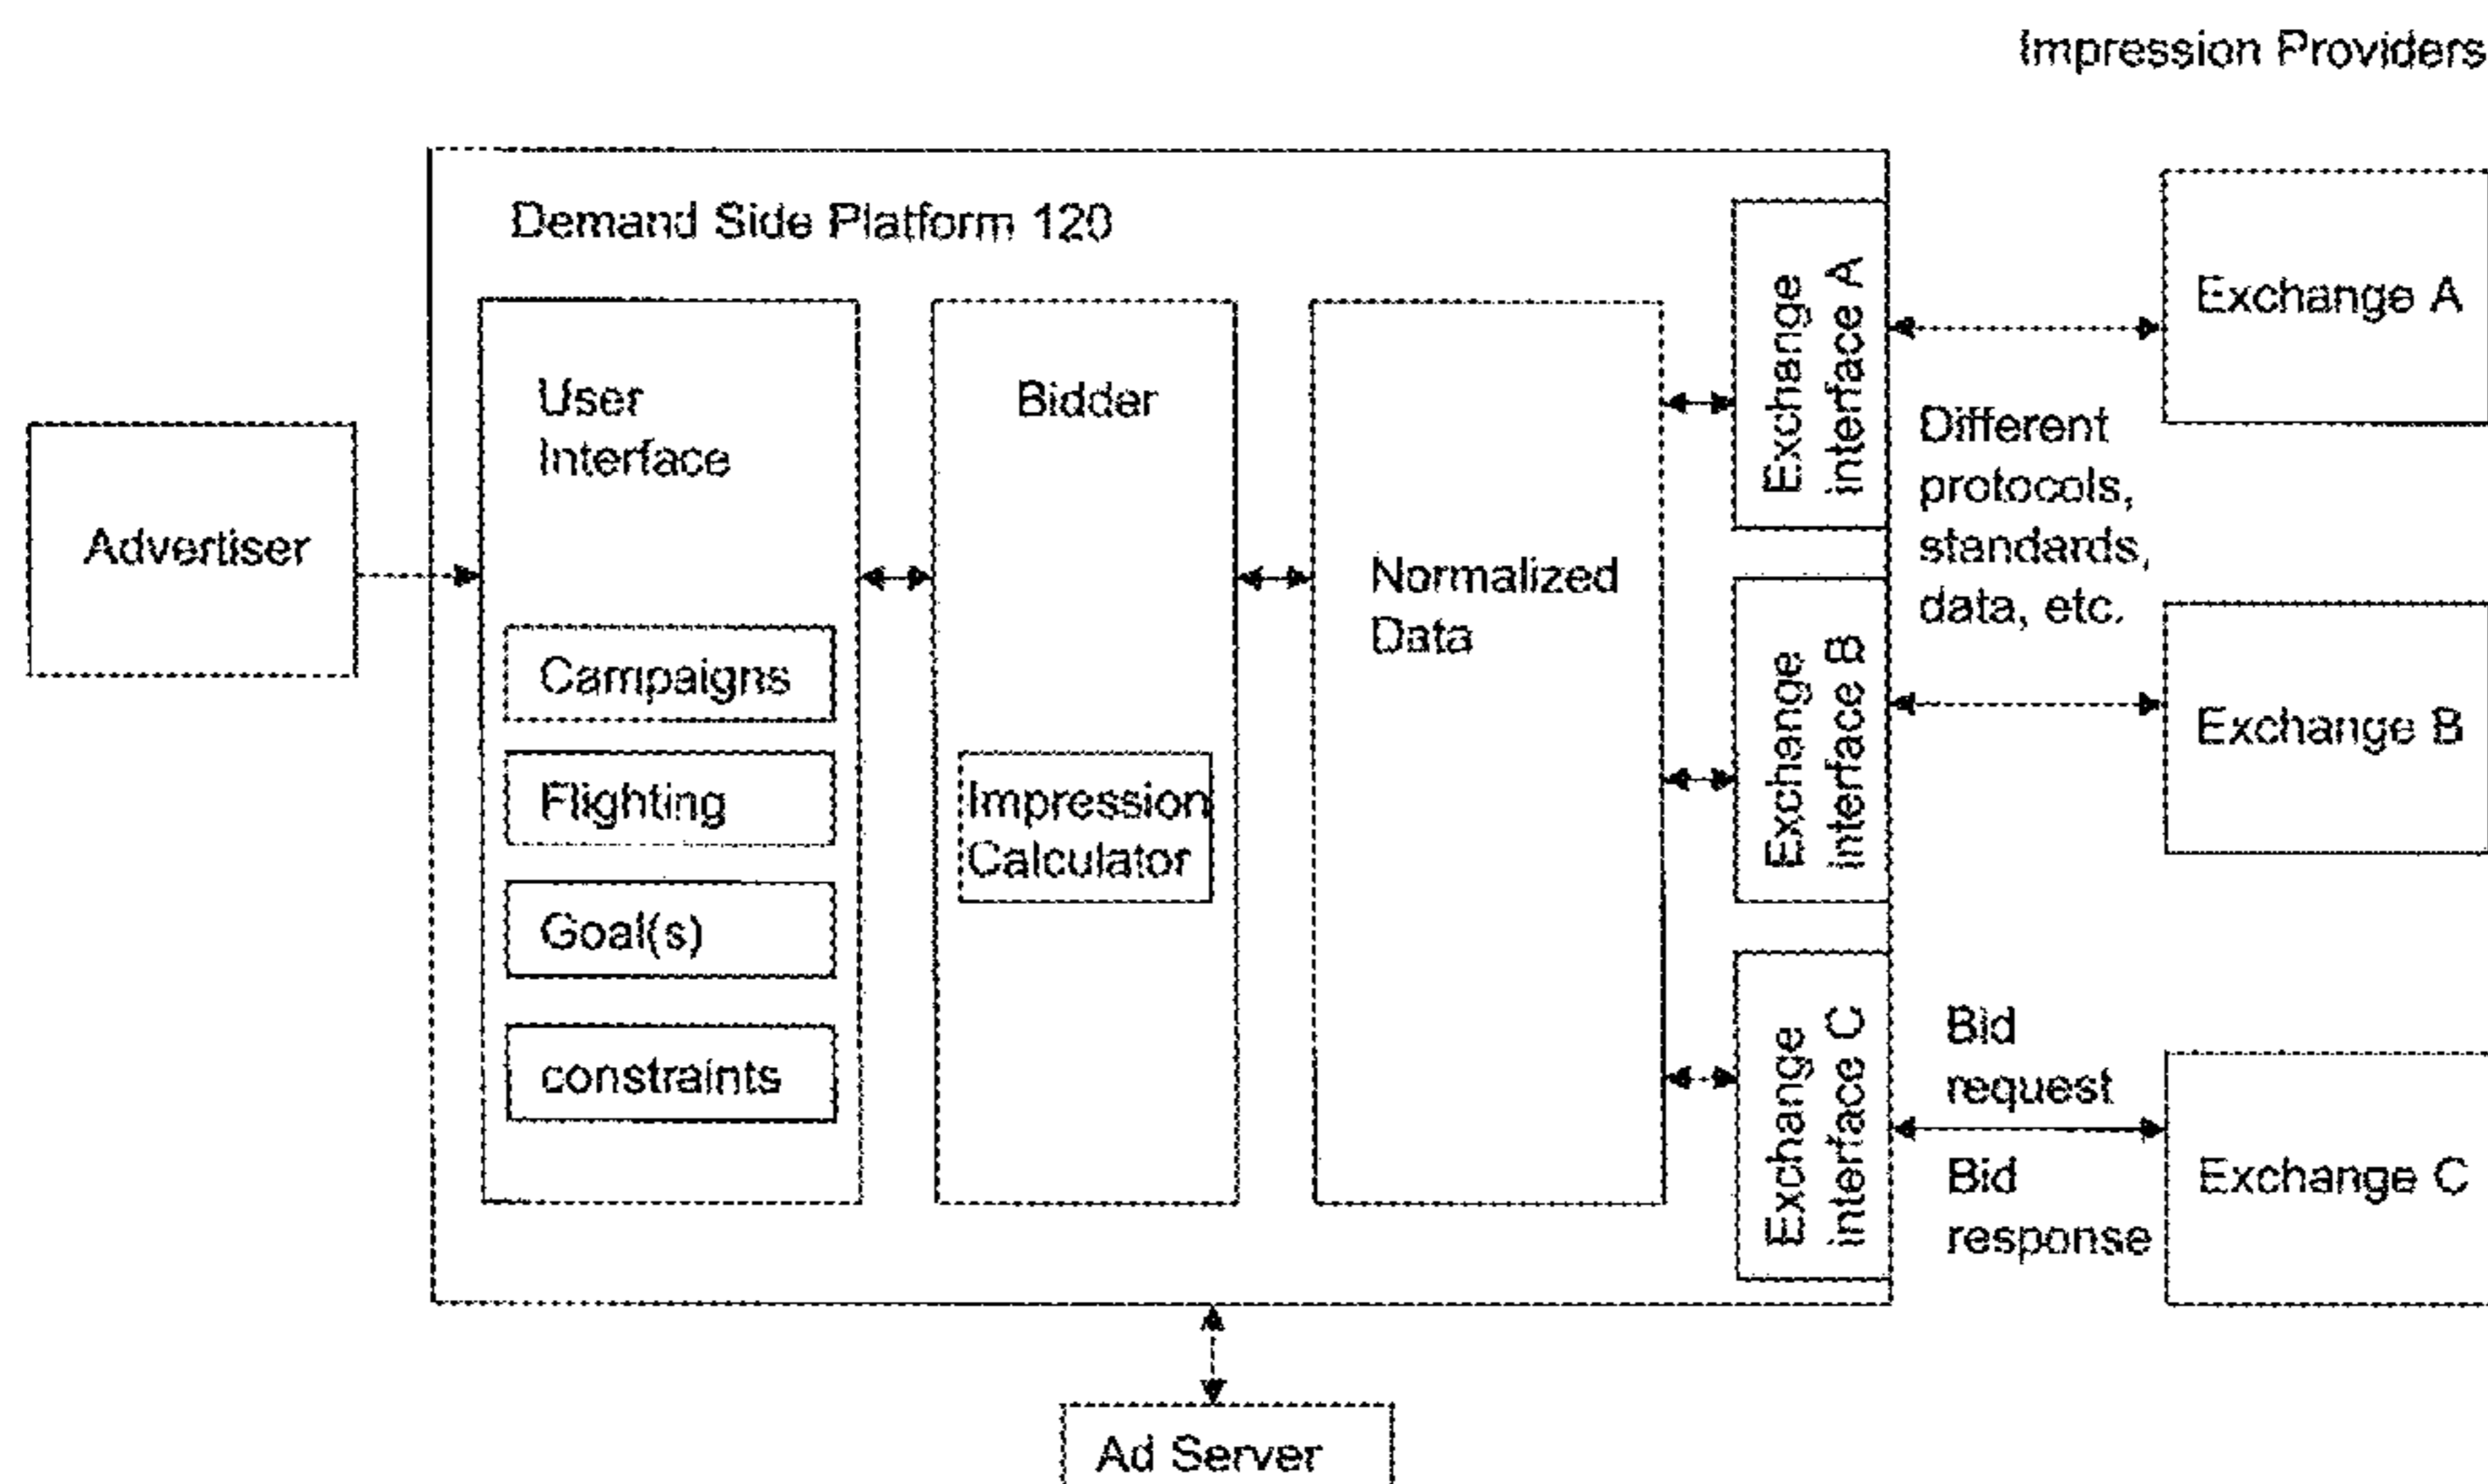 Impression Providers
Demand Side Platform 120
Advertiser
User
Interface
Campaigns
Flighting
Goal(s)
constraints
Bidder
Impression
Calculator
Normalized
Data
Exchange
interface A
Exchange
interface B
Exchange
interface C
Different
protocols,
standards,
data, etc.
Bid
request
Bid
response
Exchange A
Exchange B
Exchange C
Ad Server